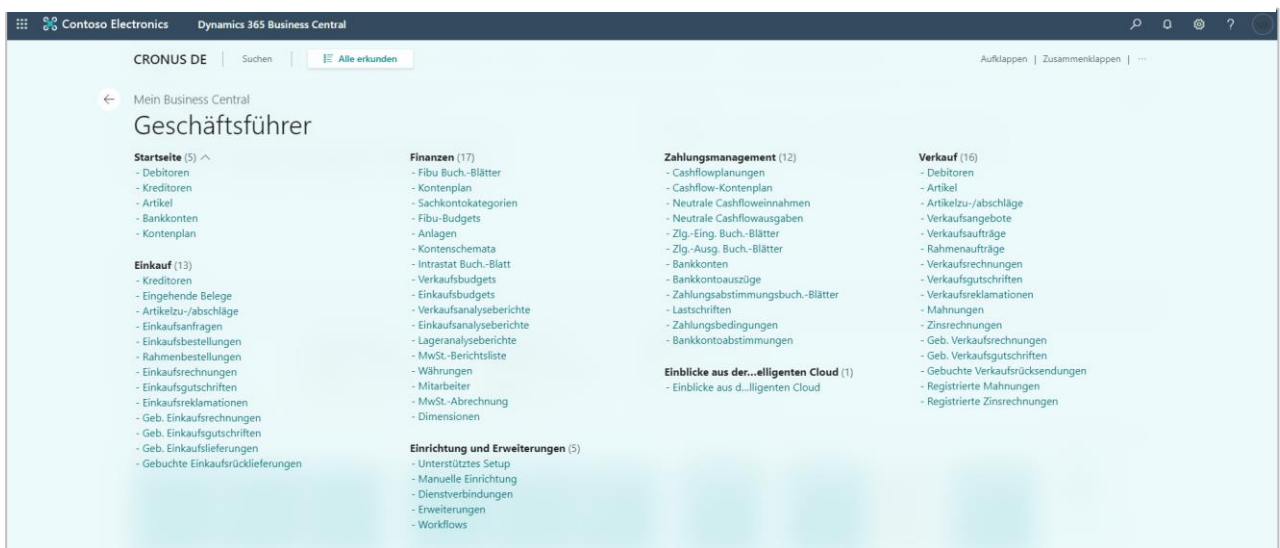 Contoso Electronics Dynamics 365 Business Central
CRONUS DE Suchen Alle erkunden Aufklappen | Zusammenklappen | ...
Mein Business Central
Geschäftsführer
Startseite (5)
- Debitoren
- Kreditoren
- Artikel
- Bankkonten
- Kontenplan
Einkauf (13)
- Kreditoren
- Eingehende Belege
- Artikelzu-/abschläge
- Einkaufsanfragen
- Einkaufsbestellungen
- Rahmenbestellungen
- Einkaufsrechnungen
- Einkaufsgutschriften
- Einkaufsreklamationen
- Geb. Einkaufsrechnungen
- Geb. Einkaufsgutschriften
- Geb. Einkaufslieferungen
- Gebuchte Einkaufsrücklieferungen
Finanzen (17)
- Fibu Buch.-Blätter
- Kontenplan
- Sachkontokategorien
- Fibu-Budgets
- Anlagen
- Kontenschemata
- Intrastat Buch.-Blatt
- Verkaufsbudgets
- Einkaufsbudgets
- Verkaufsanalyseberichte
- Einkaufsanalyseberichte
- Lageranalyseberichte
- MwSt.-Berichtsliste
- Währungen
- Mitarbeiter
- MwSt.-Abrechnung
- Dimensionen
Einrichtung und Erweiterungen (5)
- Unterstütztes Setup
- Manuelle Einrichtung
- Dienstverbindungen
- Erweiterungen
- Workflows
Zahlungsmanagement (12)
- Cashflowplanungen
- Cashflow-Kontenplan
- Neutrale Cashfloweinnahmen
- Neutrale Cashflowausgaben
- Zlg.-Eing. Buch.-Blätter
- Zlg.-Ausg. Buch.-Blätter
- Bankkonten
- Bankkontoauszüge
- Zahlungsabstimmungsbuch.-Blätter
- Lastschriften
- Zahlungsbedingungen
- Bankkontoabstimmungen
Einblicke aus der...elligenten Cloud (1)
- Einblicke aus d...lligenten Cloud
Verkauf (16)
- Debitoren
- Artikel
- Artikelzu-/abschläge
- Verkaufsangebote
- Verkaufsaufträge
- Rahmenaufträge
- Verkaufsrechnungen
- Verkaufsgutschriften
- Verkaufsreklamationen
- Mahnungen
- Zinsrechnungen
- Geb. Verkaufsrechnungen
- Geb. Verkaufsgutschriften
- Gebuchte Verkaufsrücksendungen
- Registrierte Mahnungen
- Registrierte Zinsrechnungen